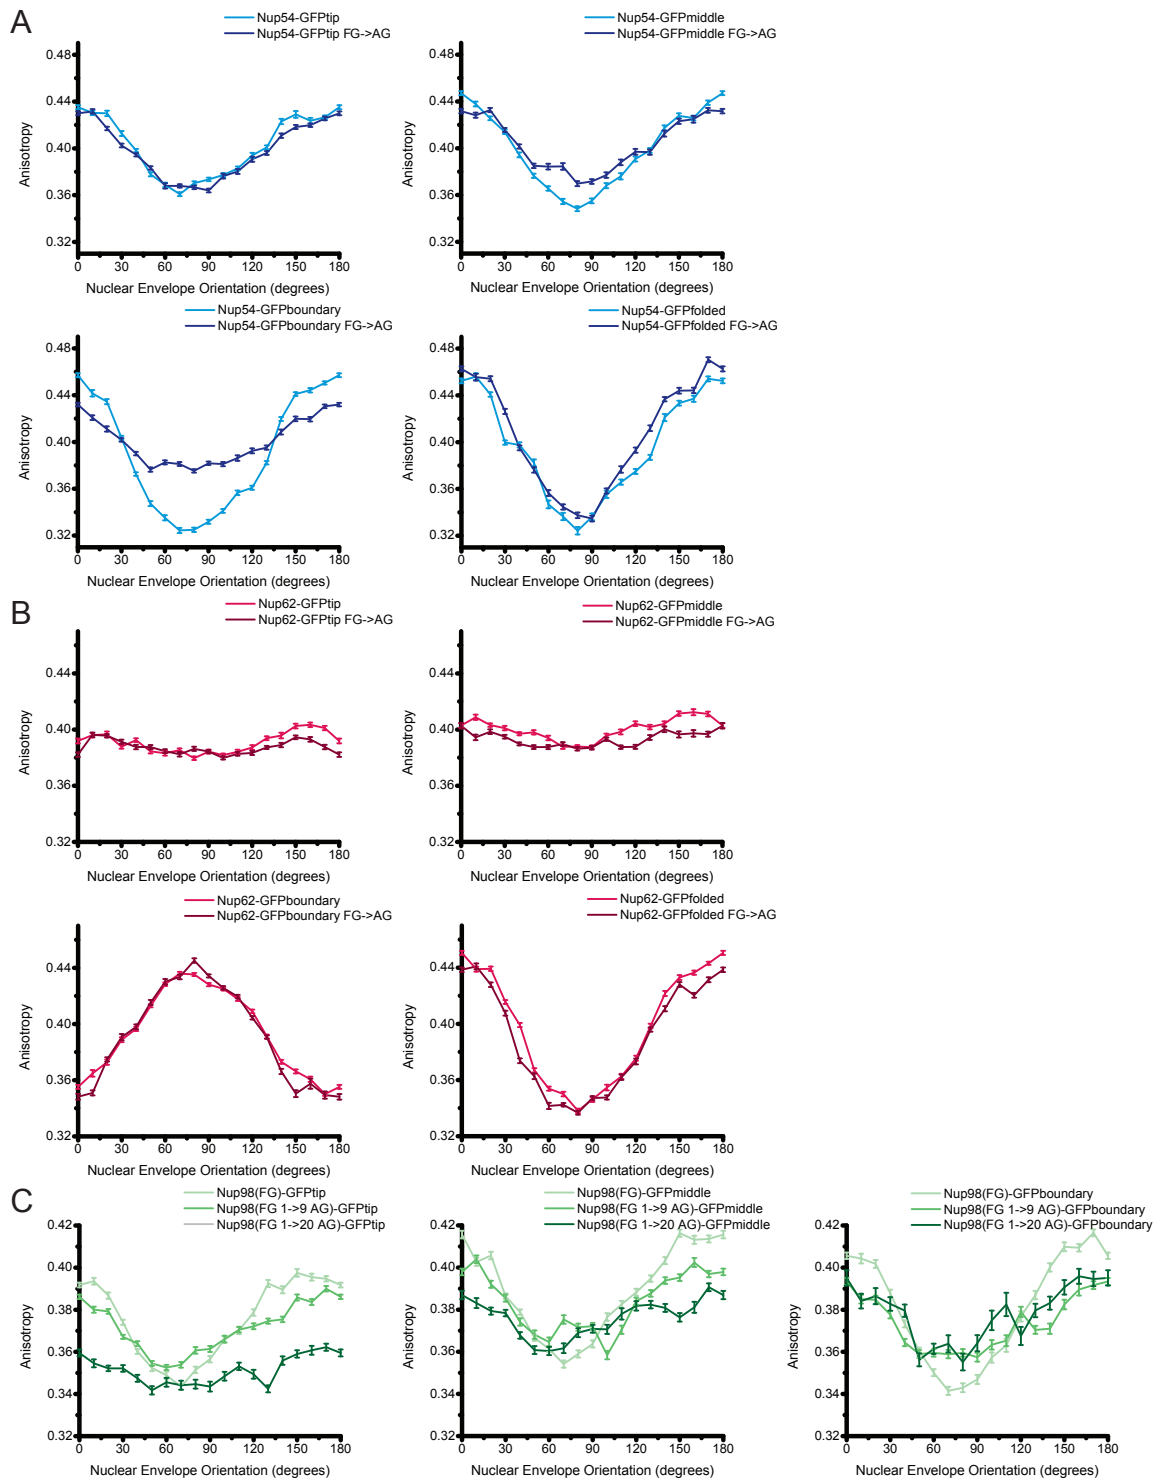 A
Nup54-GFPtip
Nup54-GFPtip FG->AG
0.48
0.44
0.40
0.36
0.32
Anisotropy
0 30 60 90 120 150 180
Nuclear Envelope Orientation (degrees)
Nup54-GFPmiddle
Nup54-GFPmiddle FG->AG
0.48
0.44
0.40
0.36
0.32
Anisotropy
0 30 60 90 120 150 180
Nuclear Envelope Orientation (degrees)
Nup54-GFPboundary
Nup54-GFPboundary FG->AG
0.48
0.44
0.40
0.36
0.32
Anisotropy
0 30 60 90 120 150 180
Nuclear Envelope Orientation (degrees)
Nup54-GFPfolded
Nup54-GFPfolded FG->AG
0.48
0.44
0.40
0.36
0.32
Anisotropy
0 30 60 90 120 150 180
Nuclear Envelope Orientation (degrees)
B
Nup62-GFPtip
Nup62-GFPtip FG->AG
0.44
0.40
0.36
0.32
Anisotropy
0 30 60 90 120 150 180
Nuclear Envelope Orientation (degrees)
Nup62-GFPmiddle
Nup62-GFPmiddle FG->AG
0.44
0.40
0.36
0.32
Anisotropy
0 30 60 90 120 150 180
Nuclear Envelope Orientation (degrees)
Nup62-GFPboundary
Nup62-GFPboundary FG->AG
0.44
0.40
0.36
0.32
Anisotropy
0 30 60 90 120 150 180
Nuclear Envelope Orientation (degrees)
Nup62-GFPfolded
Nup62-GFPfolded FG->AG
0.44
0.40
0.36
0.32
Anisotropy
0 30 60 90 120 150 180
Nuclear Envelope Orientation (degrees)
C
Nup98(FG)-GFPtip
Nup98(FG 1->9 AG)-GFPtip
Nup98(FG 1->20 AG)-GFPtip
0.42
0.40
0.38
0.36
0.34
0.32
Anisotropy
0 30 60 90 120 150 180
Nuclear Envelope Orientation (degrees)
Nup98(FG)-GFPmiddle
Nup98(FG 1->9 AG)-GFPmiddle
Nup98(FG 1->20 AG)-GFPmiddle
0.42
0.40
0.38
0.36
0.34
0.32
Anisotropy
0 30 60 90 120 150 180
Nuclear Envelope Orientation (degrees)
Nup98(FG)-GFPboundary
Nup98(FG 1->9 AG)-GFPboundary
Nup98(FG 1->20 AG)-GFPboundary
0.42
0.40
0.38
0.36
0.34
0.32
Anisotropy
0 30 60 90 120 150 180
Nuclear Envelope Orientation (degrees)